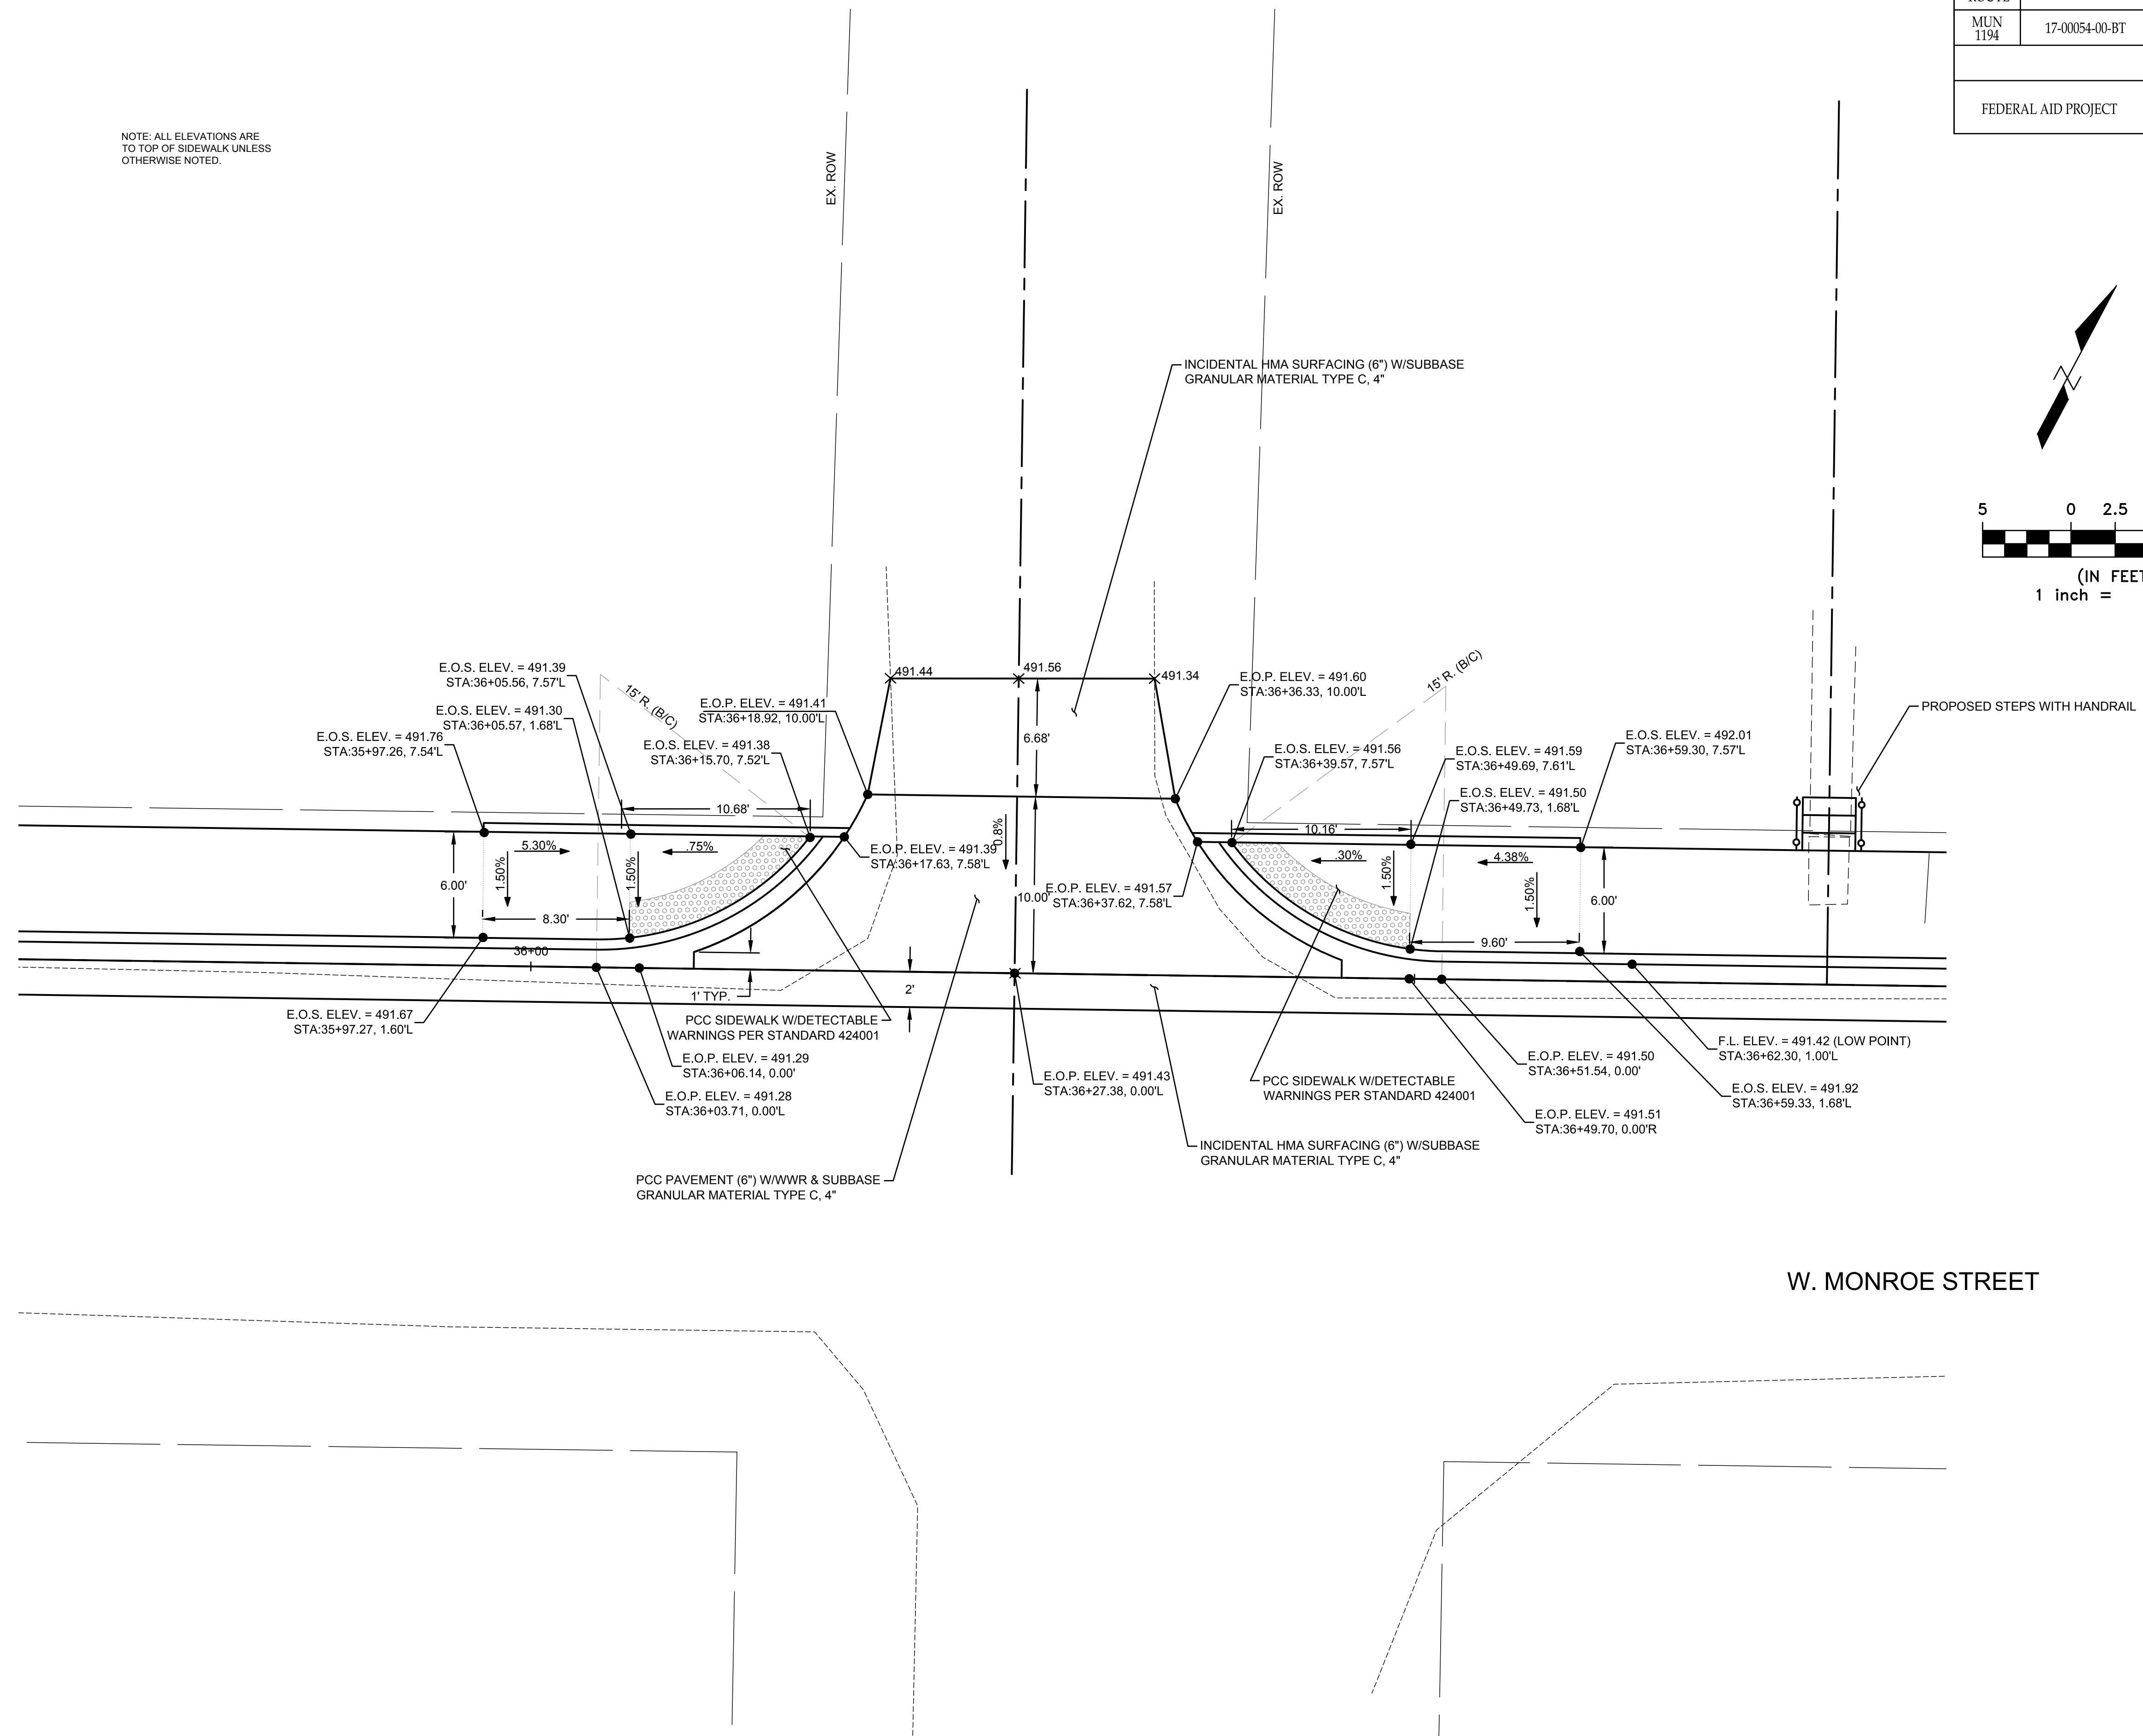 ROUTE
MUN
1194
17-00054-00-BT
FEDERAL AID PROJECT
NOTE: ALL ELEVATIONS ARE
TO TOP OF SIDEWALK UNLESS
OTHERWISE NOTED.
EX. ROW
EX. ROW
INCIDENTAL HMA SURFACING (6") W/SUBBASE
GRANULAR MATERIAL TYPE C, 4"
5 0 2.5
(IN FEET
1 inch =
E.O.S. ELEV. = 491.39
STA:36+05.56, 7.57'L
E.O.S. ELEV. = 491.30
STA:36+05.57, 1.68'L
E.O.S. ELEV. = 491.76
STA:35+97.26, 7.54'L
15' R. (B/C)
E.O.P. ELEV. = 491.41
STA:36+18.92, 10.00'L
E.O.S. ELEV. = 491.38
STA:36+15.70, 7.52'L
491.44
491.56
491.34
6.68'
E.O.P. ELEV. = 491.60
STA:36+36.33, 10.00'L
15' R. (B/C)
E.O.S. ELEV. = 491.56
STA:36+39.57, 7.57'L
E.O.S. ELEV. = 491.59
STA:36+49.69, 7.61'L
E.O.S. ELEV. = 491.50
STA:36+49.73, 1.68'L
E.O.S. ELEV. = 492.01
STA:36+59.30, 7.57'L
PROPOSED STEPS WITH HANDRAIL
10.68'
10.16'
5.30%
.75%
1.50%
1.50%
6.00'
8.30'
36+00
E.O.P. ELEV. = 491.39
STA:36+17.63, 7.58'L
0.8%
10.00'
E.O.P. ELEV. = 491.57
STA:36+37.62, 7.58'L
.30%
4.38%
1.50%
1.50%
6.00'
9.60'
1' TYP.
2'
E.O.S. ELEV. = 491.67
STA:35+97.27, 1.60'L
PCC SIDEWALK W/DETECTABLE
WARNINGS PER STANDARD 424001
E.O.P. ELEV. = 491.29
STA:36+06.14, 0.00'
E.O.P. ELEV. = 491.28
STA:36+03.71, 0.00'L
E.O.P. ELEV. = 491.43
STA:36+27.38, 0.00'L
PCC SIDEWALK W/DETECTABLE
WARNINGS PER STANDARD 424001
E.O.P. ELEV. = 491.50
STA:36+51.54, 0.00'
E.O.P. ELEV. = 491.51
STA:36+49.70, 0.00'R
F.L. ELEV. = 491.42 (LOW POINT)
STA:36+62.30, 1.00'L
E.O.S. ELEV. = 491.92
STA:36+59.33, 1.68'L
INCIDENTAL HMA SURFACING (6") W/SUBBASE
GRANULAR MATERIAL TYPE C, 4"
PCC PAVEMENT (6") W/WWR & SUBBASE
GRANULAR MATERIAL TYPE C, 4"
W. MONROE STREET